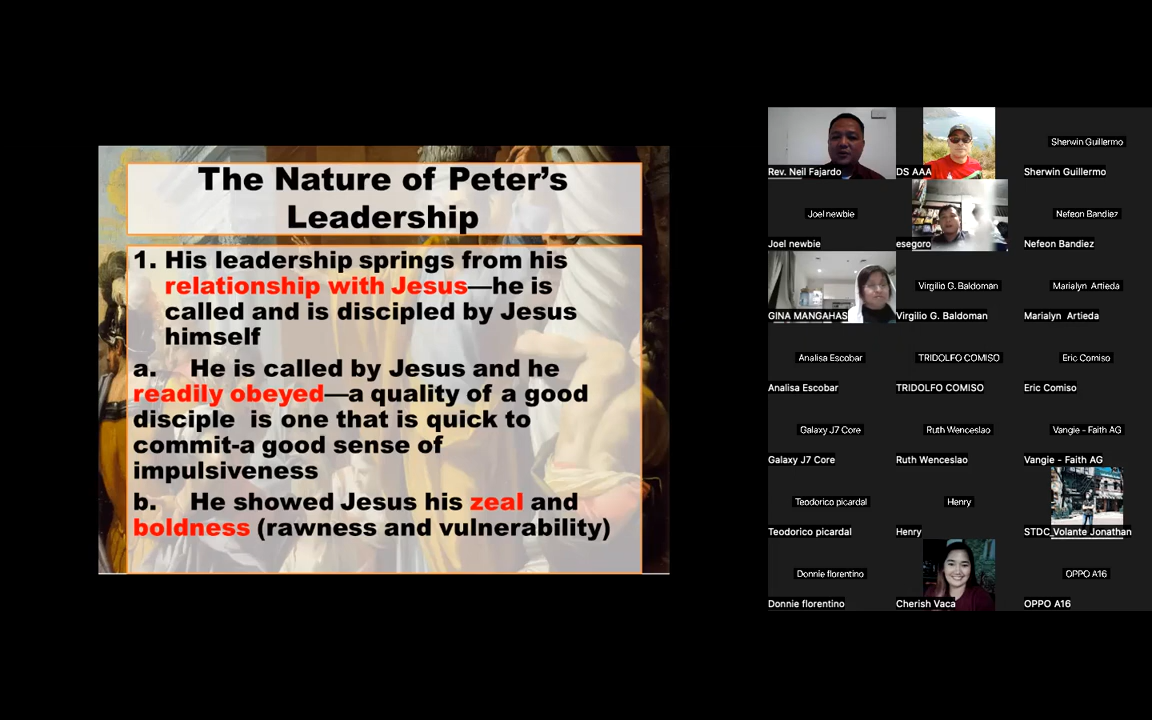 The Nature of Peter's
Leadership
1. His leadership springs from his
relationship with Jesus—he is
called and is discipled by Jesus
himself
a. He is called by Jesus and he
readily obeyed—a quality of a good
disciple is one that is quick to
commit-a good sense of
impulsiveness
b. He showed Jesus his zeal and
boldness (rawness and vulnerability)
Rev. Neil Fajardo
DS AAA
Sherwin Guillermo
Sherwin Guillermo
Joel newbie
Joel newbie
esegoro
Nefeon Bandiez
Nefeon Bandiez
GINA MANGAHAS
Virgilio G. Baldoman
Virgilio G. Baldoman
Marialyn Artieda
Marialyn Artieda
Analisa Escobar
Analisa Escobar
TRIDOLFO COMISO
TRIDOLFO COMISO
Eric Comiso
Eric Comiso
Galaxy J7 Core
Galaxy J7 Core
Ruth Wenceslao
Ruth Wenceslao
Vangie - Faith AG
Vangie - Faith AG
Teodorico picardal
Teodorico picardal
Henry
Henry
STDC_Volante Jonathan
Donnie florentino
Donnie florentino
Cherish Vaca
OPPO A16
OPPO A16